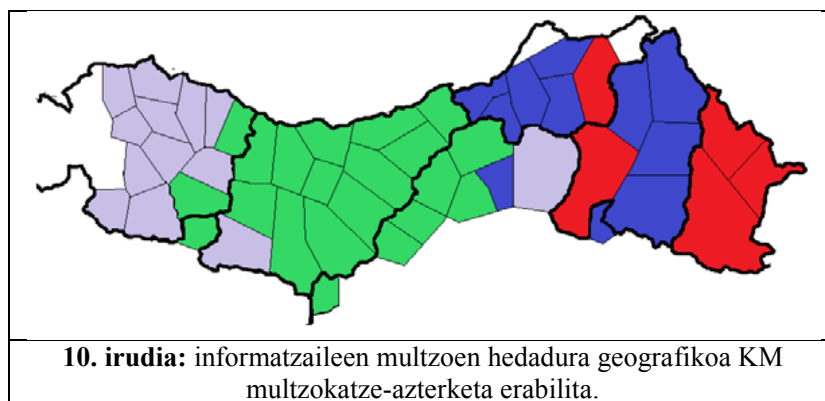 10. irudia: informatzaileen multzoen hedadura geografikoa KM
multzokatze-azterketa erabilita.